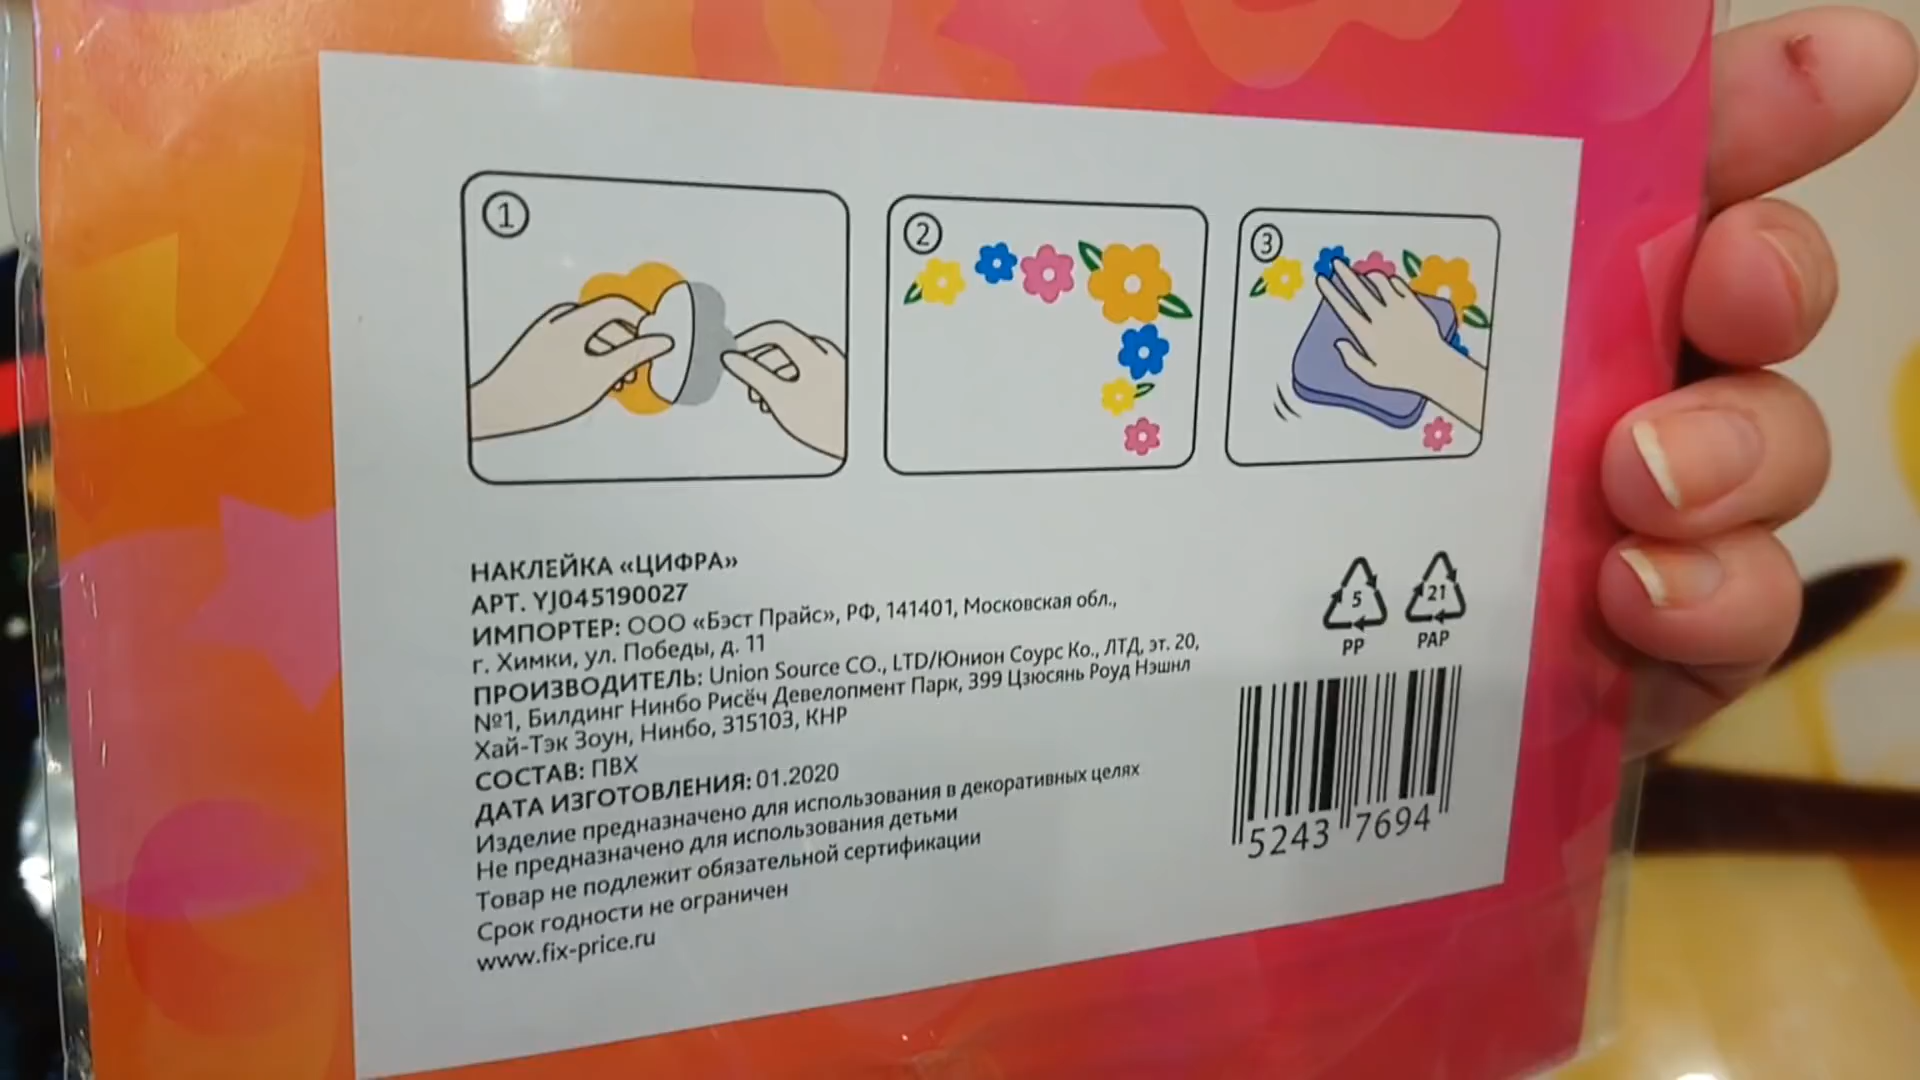 1
2
3
НАКЛЕЙКА «ЦИФРА»
АРТ. YJ045190027
ИМПОРТЕР: ООО «Бэст Прайс», РФ, 141401, Московская обл.,
г. Химки, ул. Победы, д. 11
ПРОИЗВОДИТЕЛЬ: Union Source CO., LTD/Юнион Соурс Ко., ЛТД, эт. 20,
№1, Билдинг Нинбо Рисёч Девелопмент Парк, 399 Цзюсянь Роуд Нэшнл
Хай-Тэк Зоун, Нинбо, 315103, КНР
СОСТАВ: ПВХ
ДАТА ИЗГОТОВЛЕНИЯ: 01.2020
Изделие предназначено для использования в декоративных целях
Не предназначено для использования детьми
Товар не подлежит обязательной сертификации
Срок годности не ограничен
www.fix-price.ru
5
21
PP
PAP
5243 7694